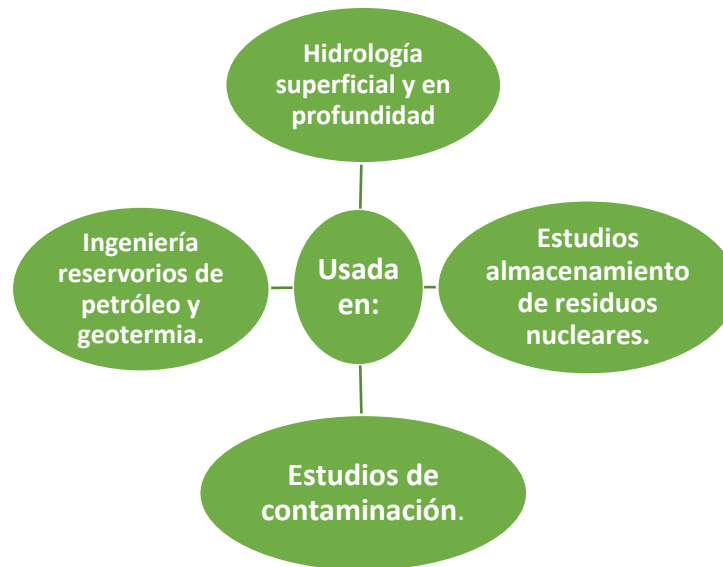 Hidrología
superficial y en
profundidad
Ingeniería
reservorios de
petróleo y
geotermia.
Usada
en:
Estudios
almacenamiento
de residuos
nucleares.
Estudios de
contaminación.